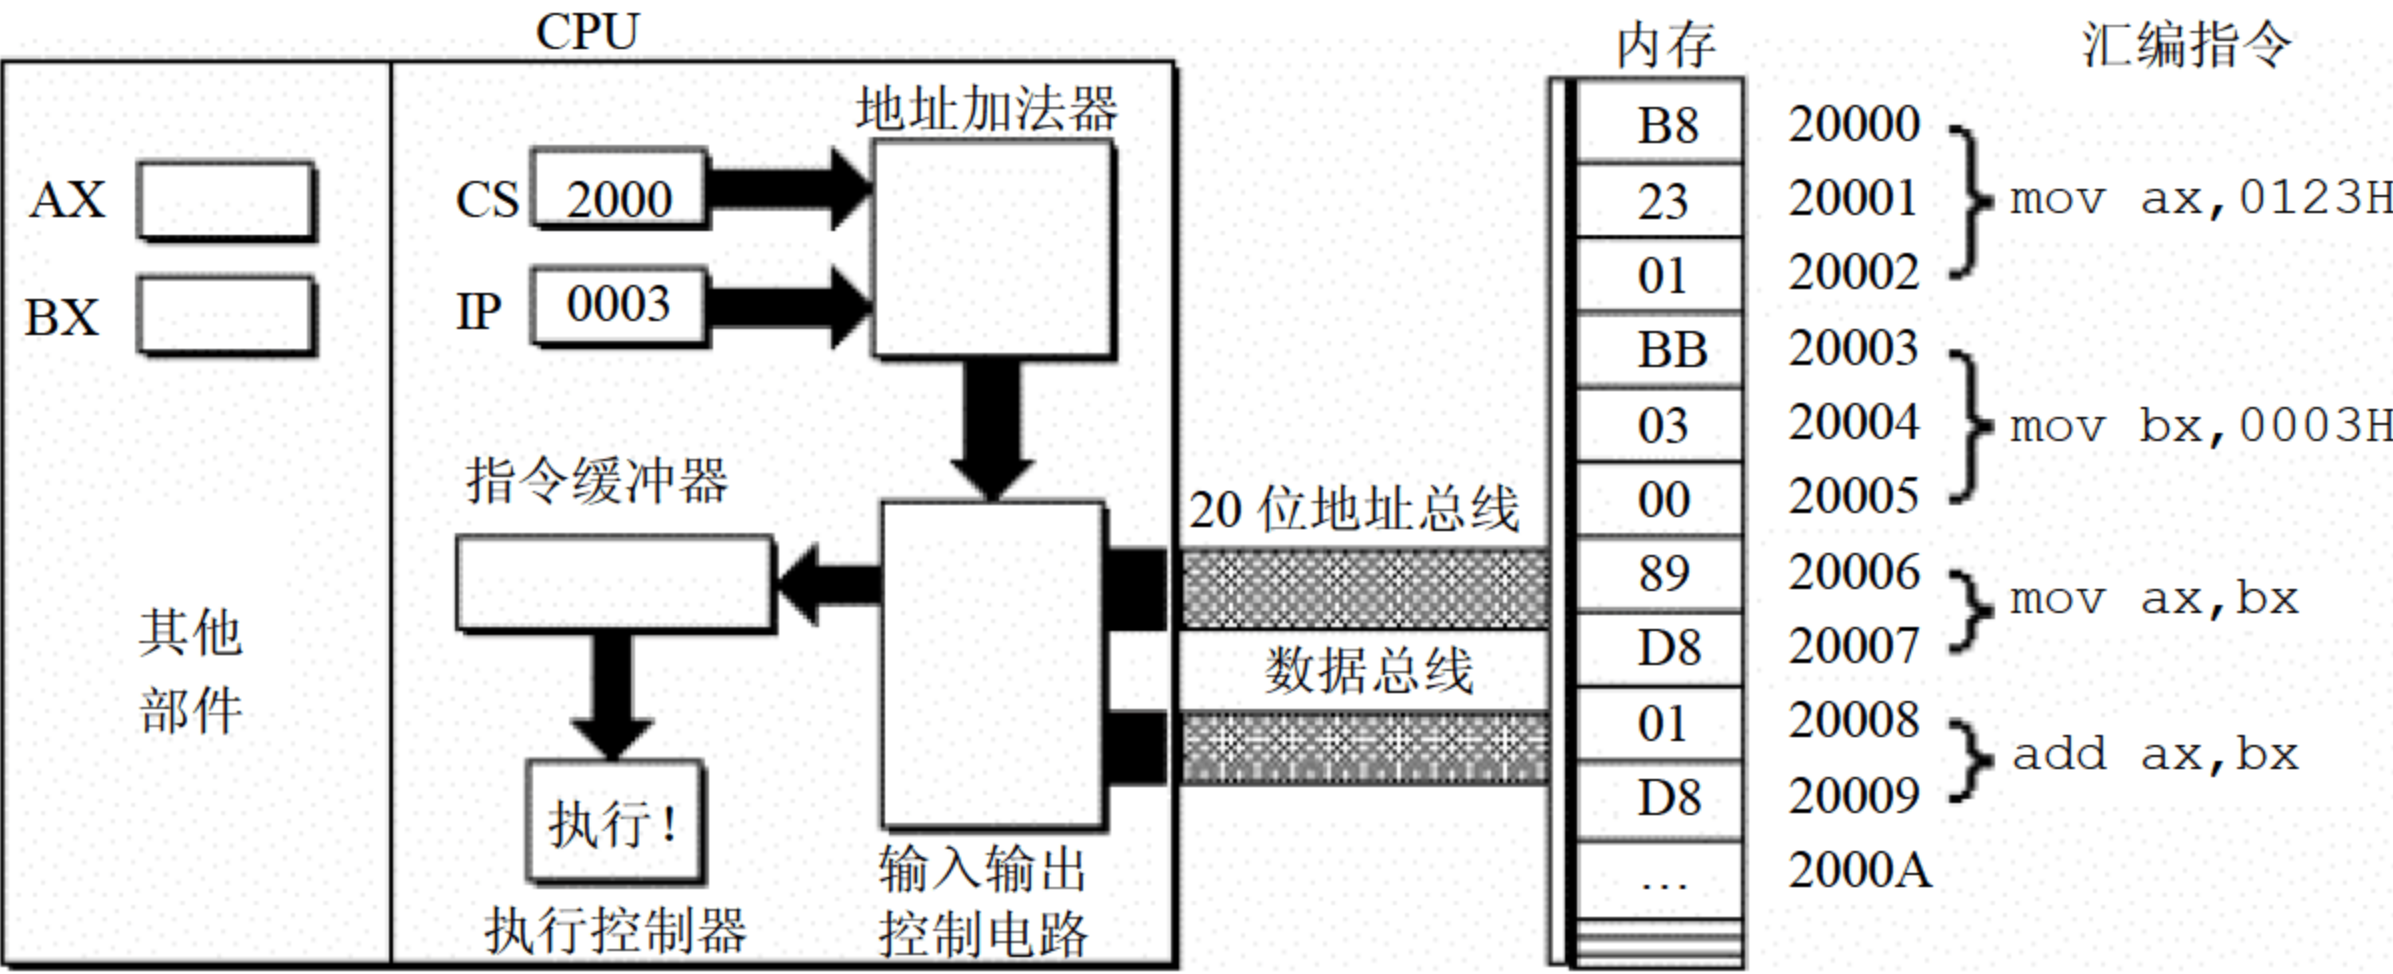 CPU
AX
BX
其他
部件
地址加法器
CS
2000
IP
0003
指令缓冲器
执行！
执行控制器
输入输出
控制电路
20 位地址总线
数据总线
内存
汇编指令
B8 20000
23 20001 mov ax,0123H
01 20002
BB 20003
03 20004 mov bx,0003H
00 20005
89 20006 mov ax,bx
D8 20007
01 20008 add ax,bx
D8 20009
… 2000A